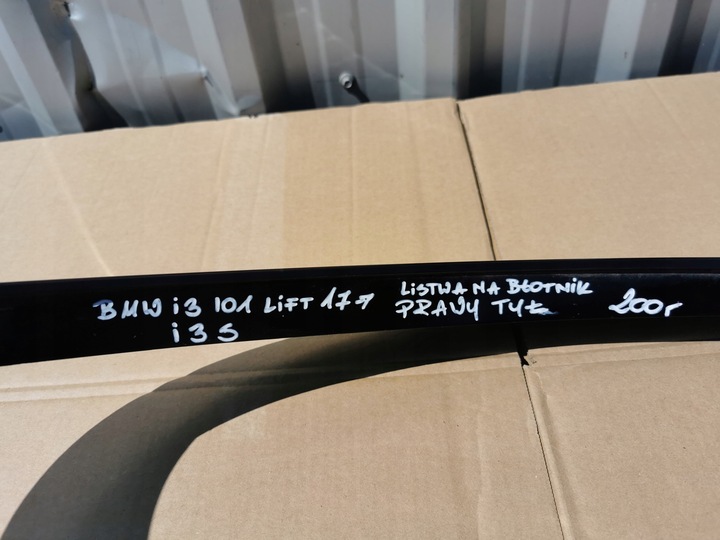 BMW i3 I01 LiFT 17->
i3S
LiSTWA NA BŁOTNiK
PRAWY TYŁ
200r